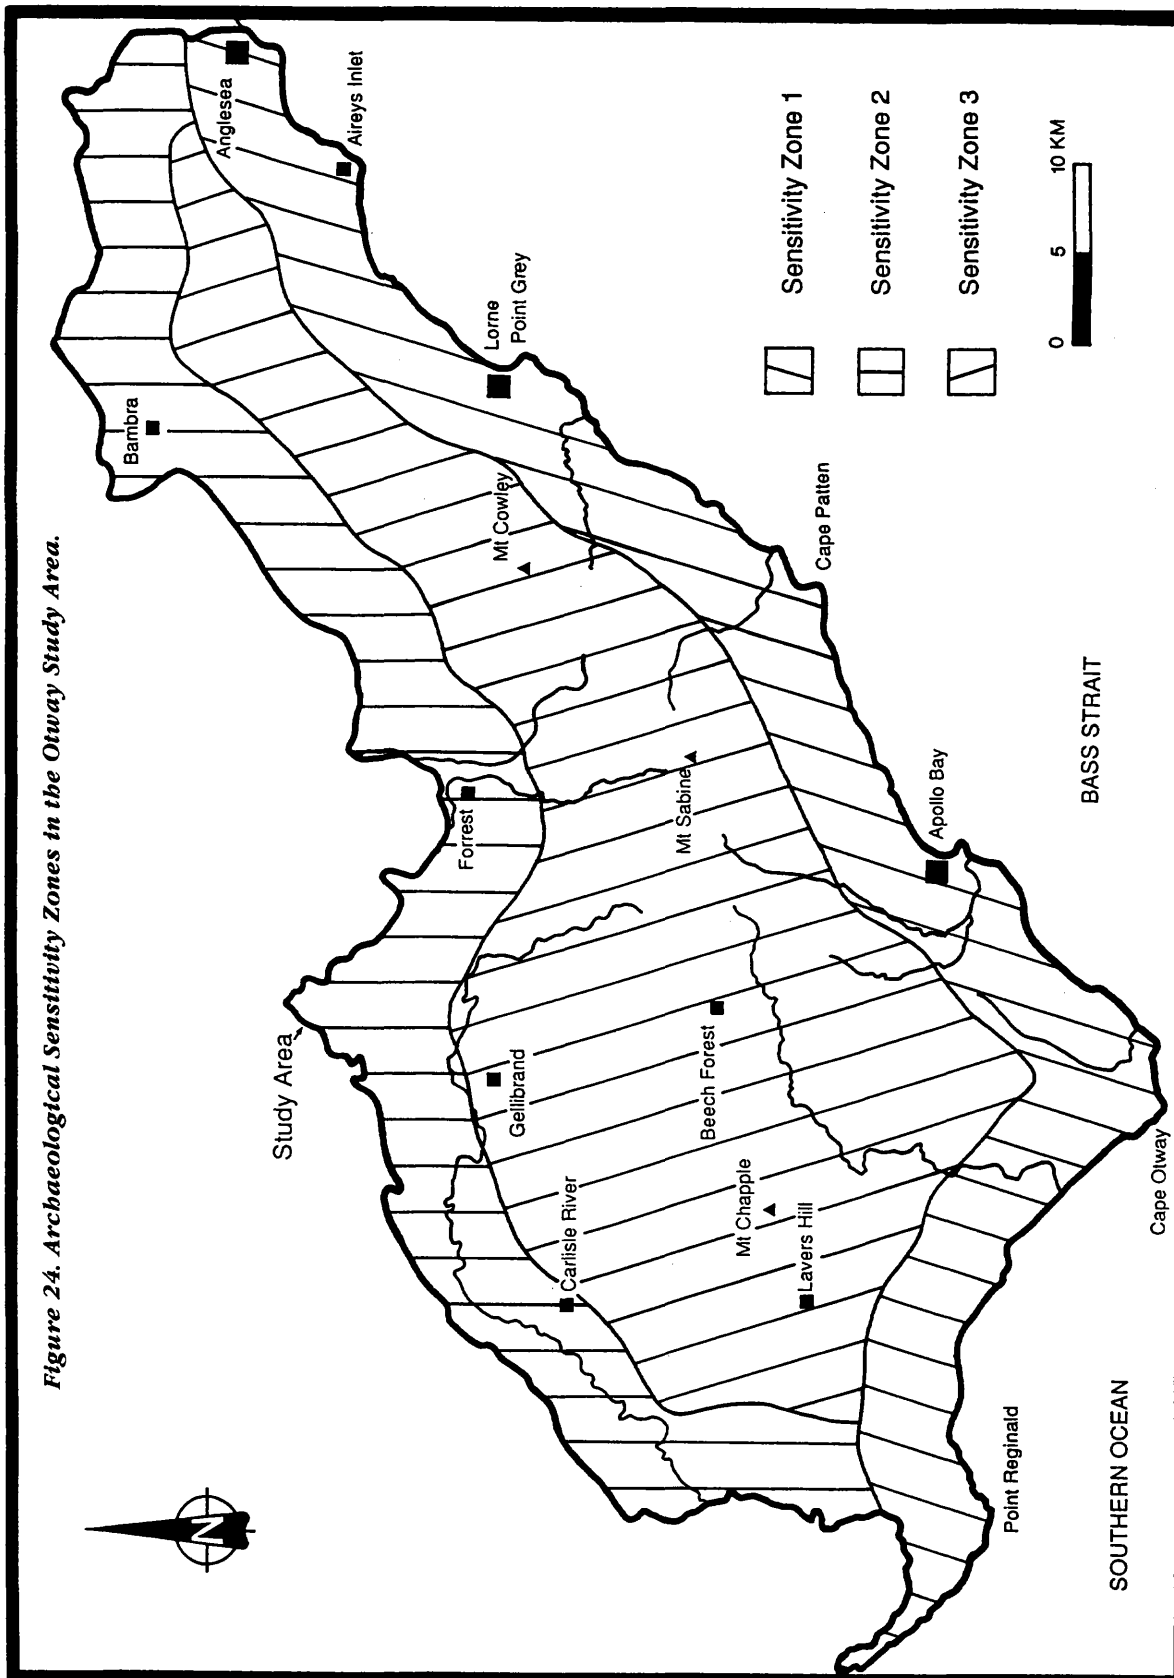 Figure 24. Archaeological Sensitivity Zones in the Otway Study Area.
N
Study Area
Bambra
Anglesea
Aireys Inlet
Lorne
Point Grey
Mt Cowley
Forrest
Cape Patten
Mt Sabine
Apollo Bay
Gellibrand
Beech Forest
Carlisle River
Mt Chapple
Lavers Hill
Cape Otway
Point Reginald
BASS STRAIT
SOUTHERN OCEAN
Sensitivity Zone 1
Sensitivity Zone 2
Sensitivity Zone 3
0 5 10 KM